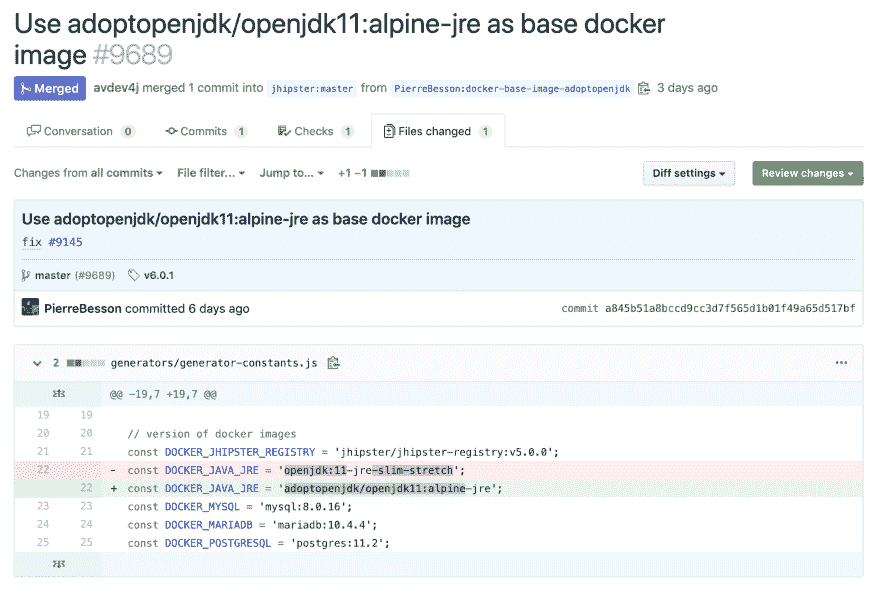 Use adoptopenjdk/openjdk11:alpine-jre as base docker
image #9689
Merged avdev4j merged 1 commit into jhipster:master from PierreBesson:docker-base-image-adoptopenjdk 3 days ago
Conversation 0 Commits 1 Checks 1 Files changed 1
Changes from all commits File filter... Jump to... +1 −1 Diff settings Review changes
Use adoptopenjdk/openjdk11:alpine-jre as base docker image
fix #9145
master (#9689) v6.0.1
PierreBesson committed 6 days ago commit a845b51a8bccd9cc3d7f565d1b01f49a65d517bf
2 generators/generator-constants.js
@@ -19,7 +19,7 @@
19 19
20 20 // version of docker images
21 21 const DOCKER_JHIPSTER_REGISTRY = 'jhipster/jhipster-registry:v5.0.0';
22 - const DOCKER_JAVA_JRE = 'openjdk:11-jre-slim-stretch';
22 + const DOCKER_JAVA_JRE = 'adoptopenjdk/openjdk11:alpine-jre';
23 23 const DOCKER_MYSQL = 'mysql:8.0.16';
24 24 const DOCKER_MARIADB = 'mariadb:10.4.4';
25 25 const DOCKER_POSTGRESQL = 'postgres:11.2';